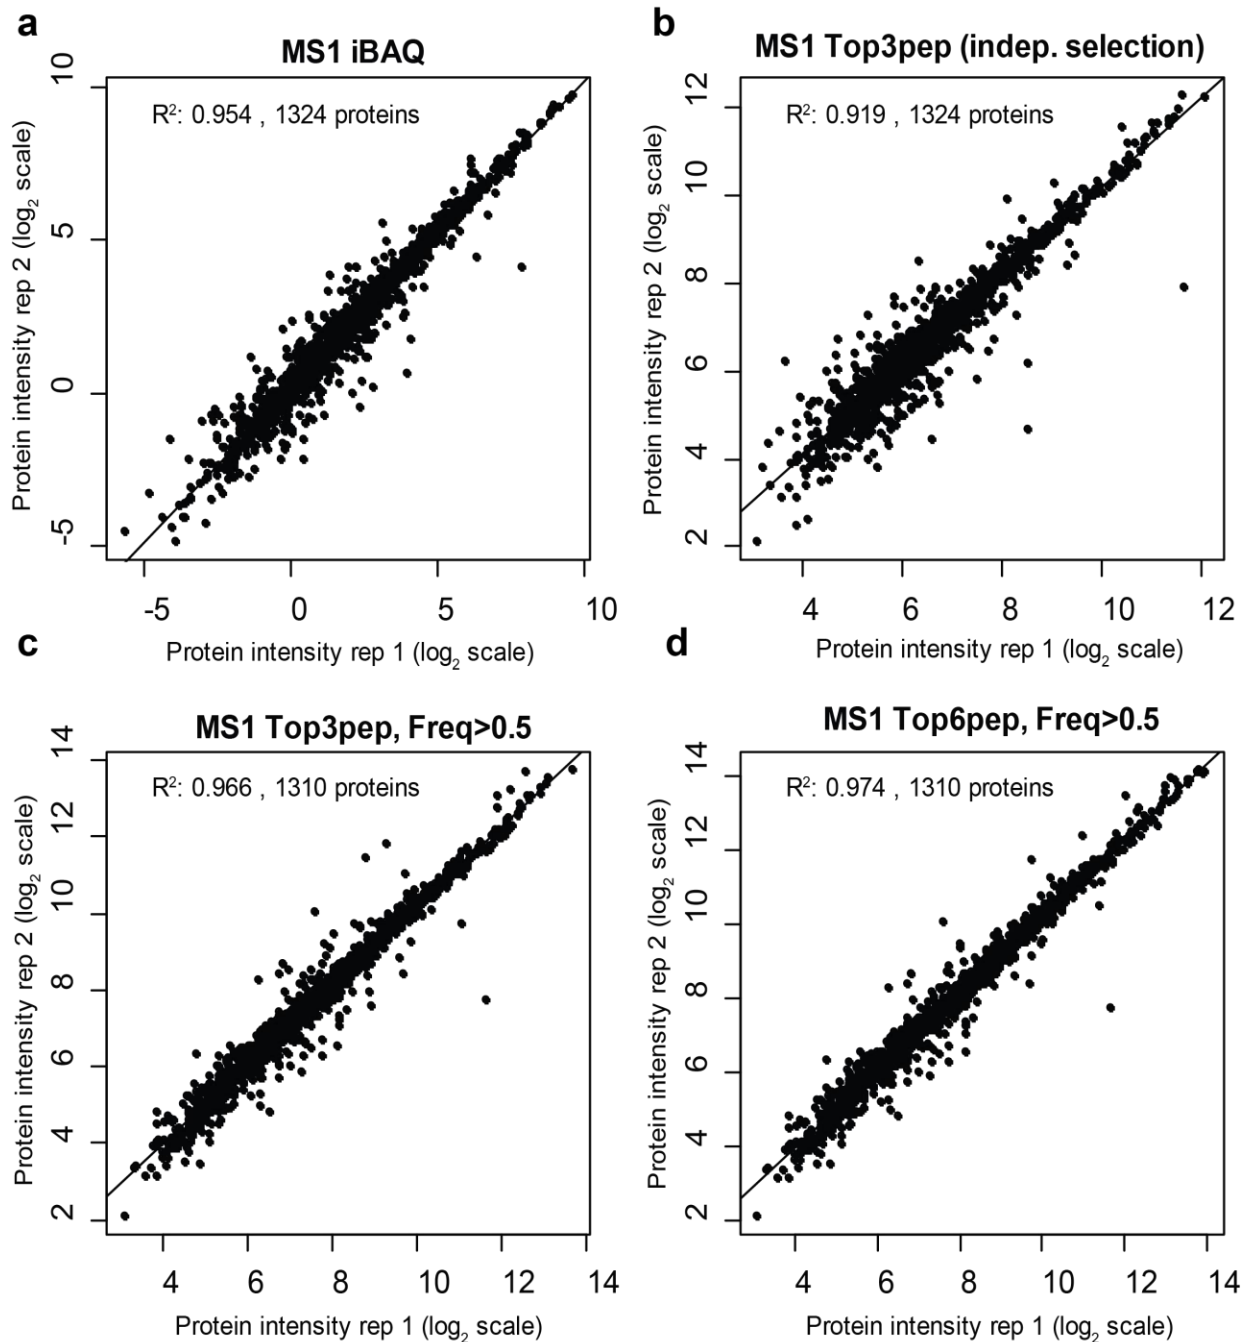 a
MS1 iBAQ
R²: 0.954 , 1324 proteins
Protein intensity rep 2 (log₂ scale)
10
5
0
-5
-5 0 5 10
Protein intensity rep 1 (log₂ scale)
b
MS1 Top3pep (indep. selection)
R²: 0.919 , 1324 proteins
Protein intensity rep 2 (log₂ scale)
12
10
8
6
4
2
4 6 8 10 12
Protein intensity rep 1 (log₂ scale)
c
MS1 Top3pep, Freq>0.5
R²: 0.966 , 1310 proteins
Protein intensity rep 2 (log₂ scale)
14
12
10
8
6
4
2
4 6 8 10 12 14
Protein intensity rep 1 (log₂ scale)
d
MS1 Top6pep, Freq>0.5
R²: 0.974 , 1310 proteins
Protein intensity rep 2 (log₂ scale)
14
12
10
8
6
4
2
4 6 8 10 12 14
Protein intensity rep 1 (log₂ scale)